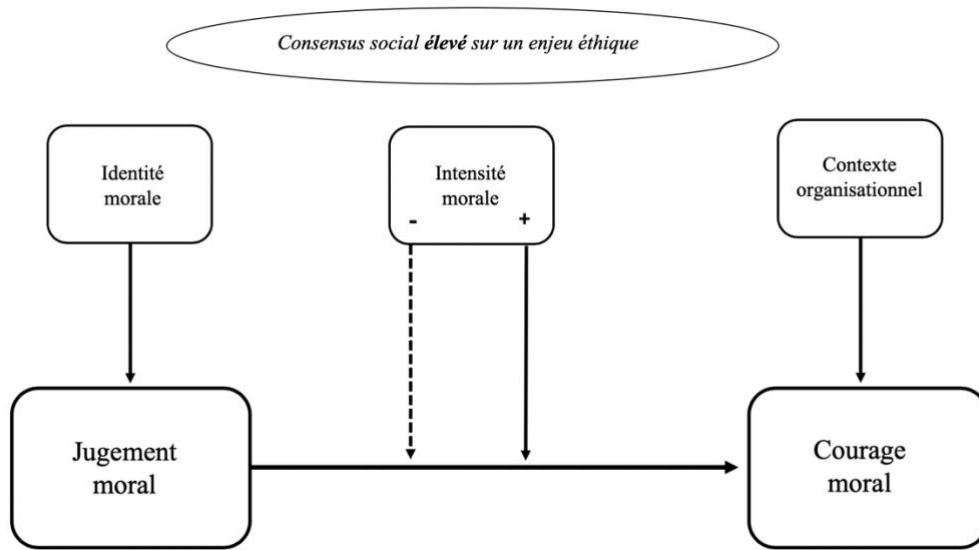 Consensus social élevé sur un enjeu éthique
Identité
morale
Intensité
morale
- +
Contexte
organisationnel
Jugement
moral
Courage
moral